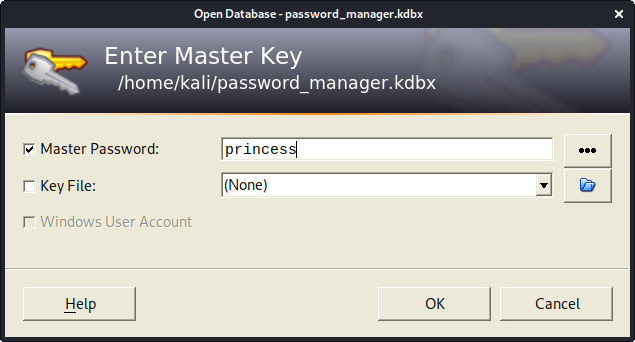 Open Database - password_manager.kdbx
Enter Master Key
/home/kali/password_manager.kdbx
Master Password:
princess
Key File:
(None)
Windows User Account
Help
OK
Cancel